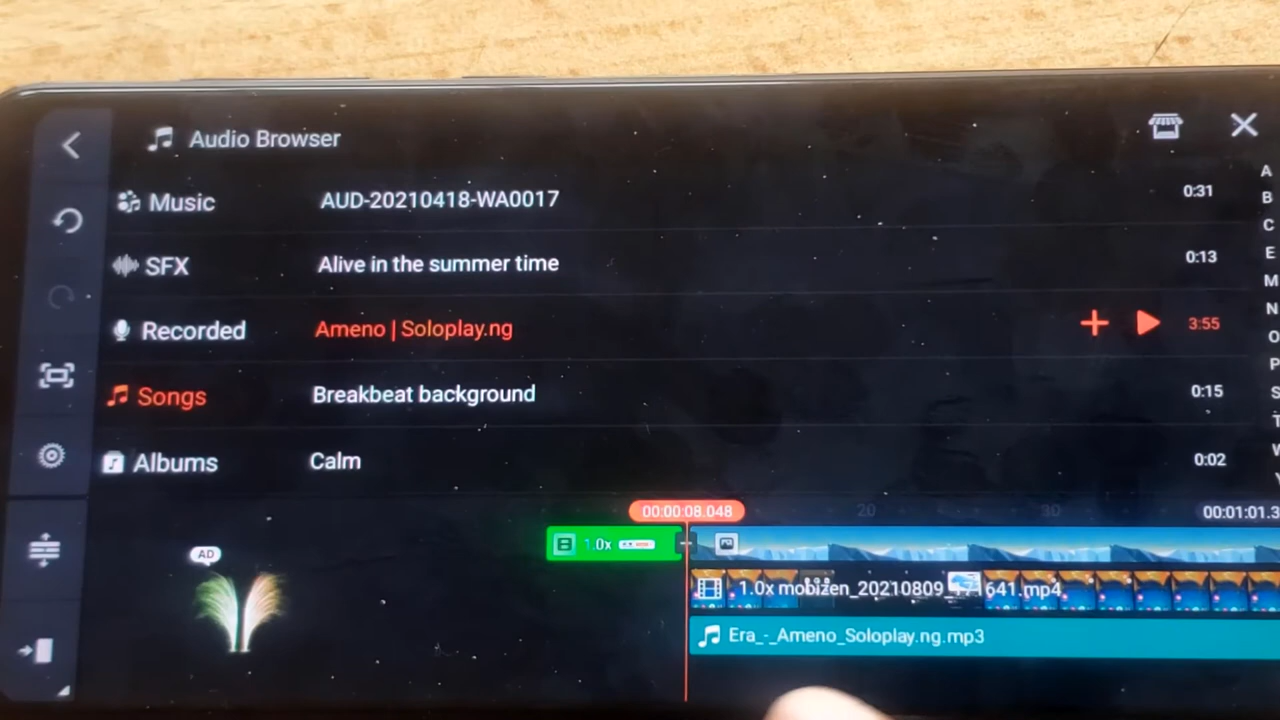 Audio Browser
Music AUD-20210418-WA0017 0:31
SFX Alive in the summer time 0:13
Recorded Ameno | Soloplay.ng 3:55
Songs Breakbeat background 0:15
Albums Calm 0:02
A
B
C
E
M
N
O
P
S
T
W
00:00:08.048 20 30 00:01:01.3
AD
1.0x
1.0x mobizen_20210809_171641.mp4
Era_-_Ameno_Soloplay.ng.mp3